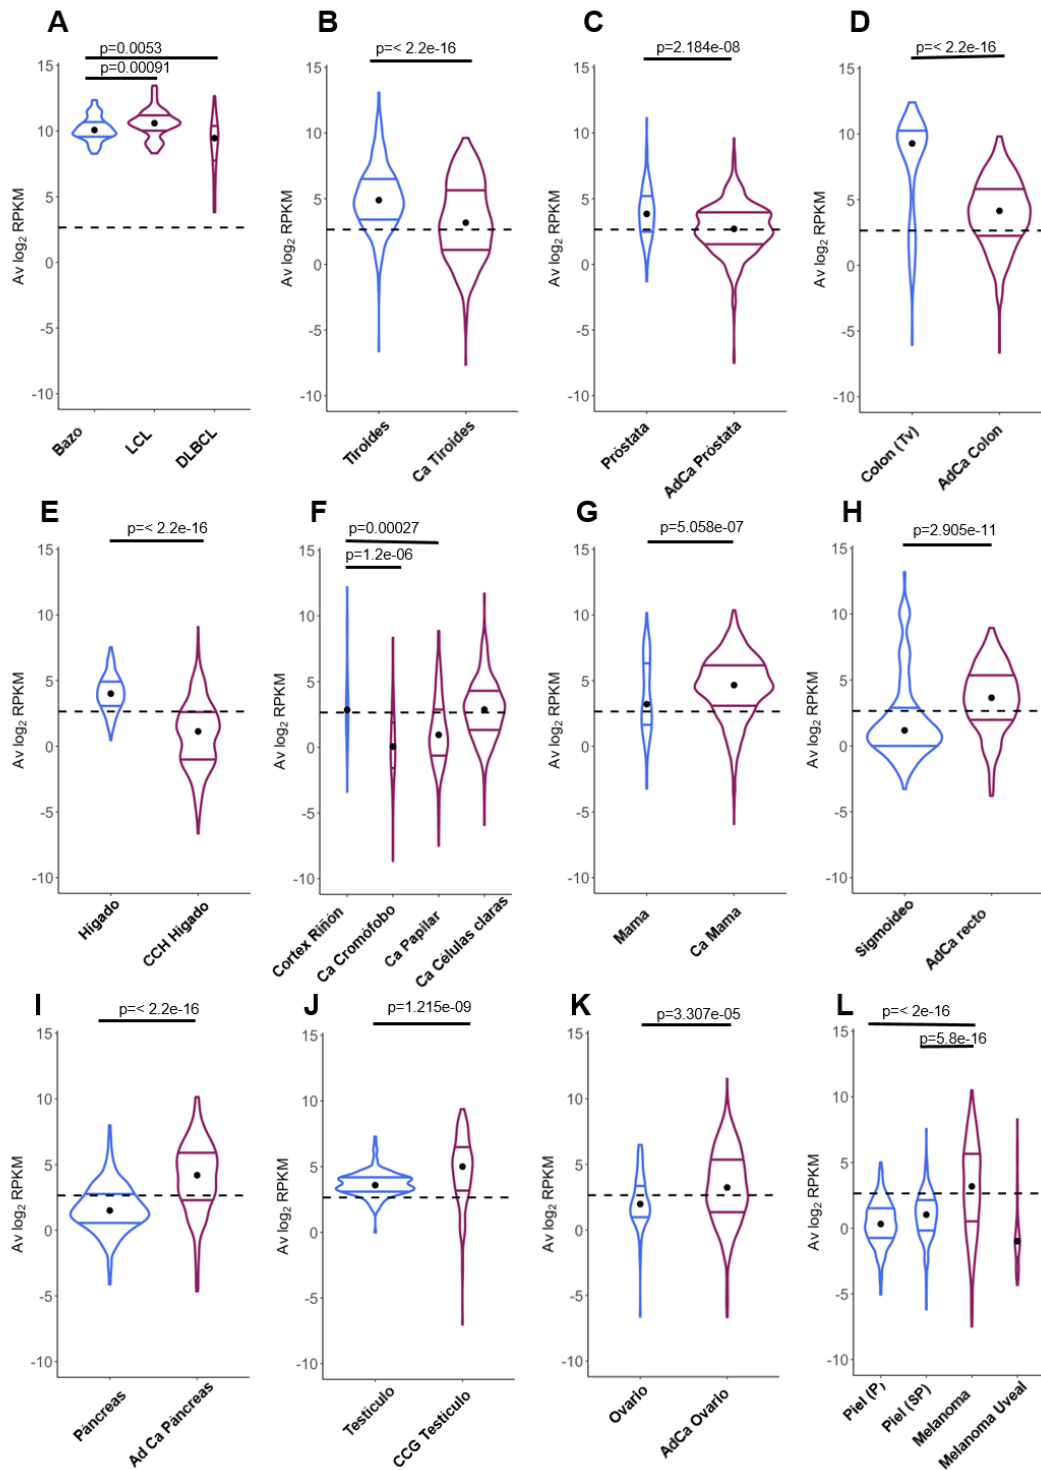 A
p=0.0053
p=0.00091
15
10
5
0
-5
-10
Av log₂ RPKM
Bazo
LCL
DLBCL
B
p=< 2.2e-16
15
10
5
0
-5
-10
Av log₂ RPKM
Tiroides
Ca Tiroides
C
p=2.184e-08
15
10
5
0
-5
-10
Av log₂ RPKM
Próstata
AdCa Próstata
D
p=< 2.2e-16
15
10
5
0
-5
-10
Av log₂ RPKM
Colon (Tv)
AdCa Colon
E
p=< 2.2e-16
15
10
5
0
-5
-10
Av log₂ RPKM
Hígado
CCH Hígado
F
p=0.00027
p=1.2e-06
15
10
5
0
-5
-10
Av log₂ RPKM
Cortex Riñón
Ca Cromófobo
Ca Papilar
Ca Células claras
G
p=5.058e-07
15
10
5
0
-5
-10
Av log₂ RPKM
Mama
Ca Mama
H
p=2.905e-11
15
10
5
0
-5
-10
Av log₂ RPKM
Sigmoideo
AdCa recto
I
p=< 2.2e-16
15
10
5
0
-5
-10
Av log₂ RPKM
Páncreas
Ad Ca Páncreas
J
p=1.215e-09
15
10
5
0
-5
-10
Av log₂ RPKM
Testículo
CCG Testículo
K
p=3.307e-05
15
10
5
0
-5
-10
Av log₂ RPKM
Ovario
AdCa Ovario
L
p=< 2e-16
p=5.8e-16
15
10
5
0
-5
-10
Av log₂ RPKM
Piel (P)
Piel (SP)
Melanoma
Melanoma Uveal